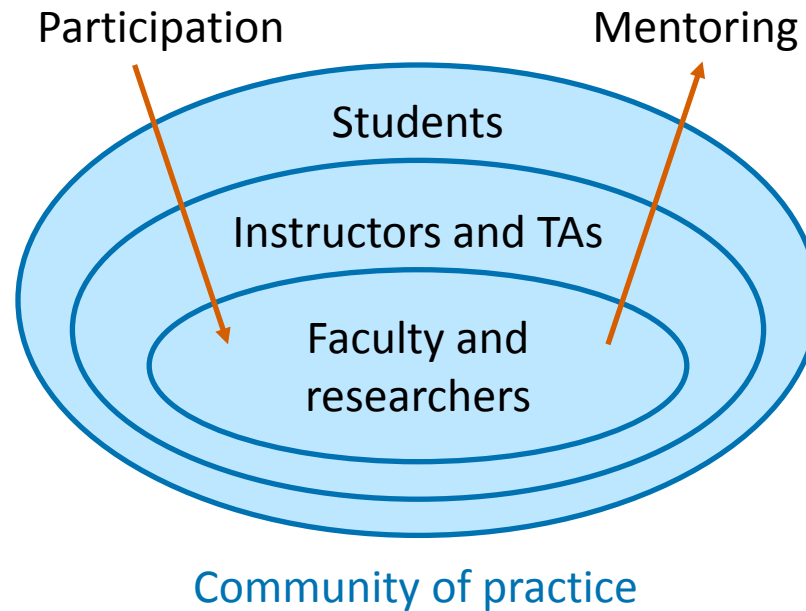 Participation
Mentoring
Students
Instructors and TAs
Faculty and
researchers
Community of practice